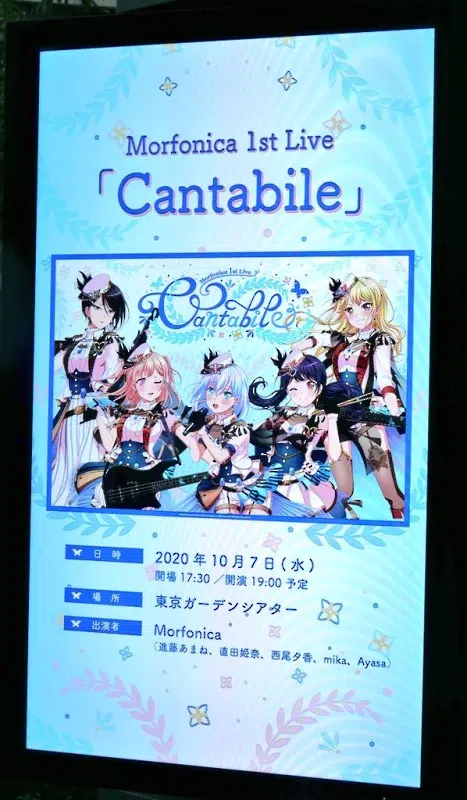 Morfonica 1st Live
「Cantabile」
Morfonica 1st Live
Cantabile
日時
2020年10月7日(水)
開場 17:30 ／開演 19:00 予定
場所
東京ガーデンシアター
出演者
Morfonica
（進藤あまね、直田姫奈、西尾夕香、mika、Ayasa）